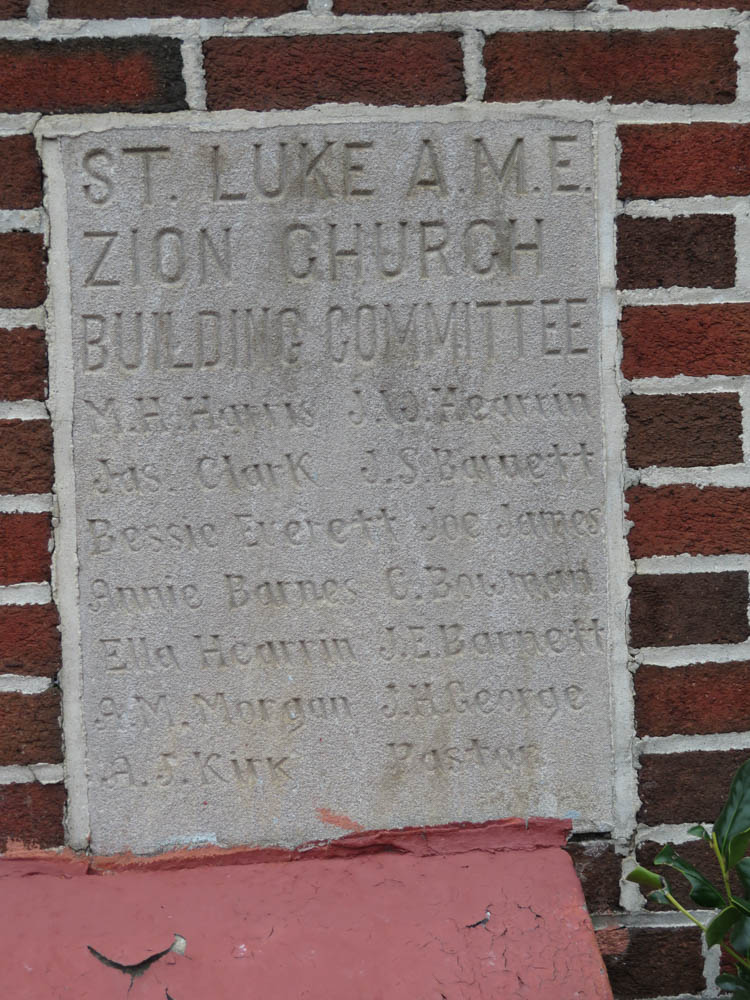 ST. LUKE A.M.E.
ZION CHURCH
BUILDING COMMITTEE
M.H.Harris J.W.Hearrin
Jas. Clark J.S.Barnett
Bessie Everett Joe James
Annie Barnes C.Bowman
Ella Hearrin J.E.Barnett
A.M.Morgan J.H.George
A.J.Kirk Pastor